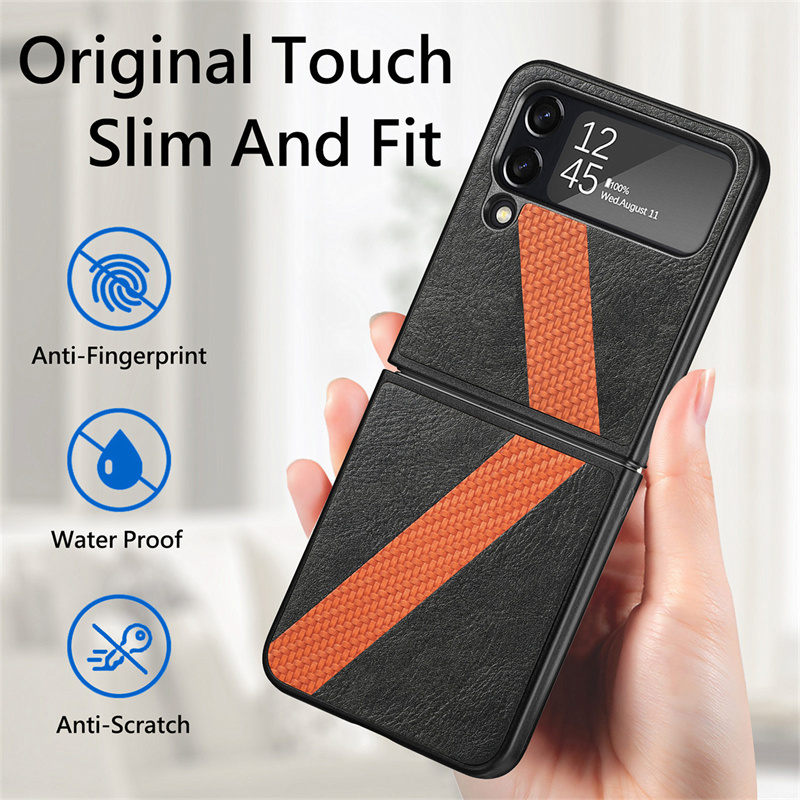 Original Touch
Slim And Fit
12
45
100%
Wed,August 11
Anti-Fingerprint
Water Proof
Anti-Scratch